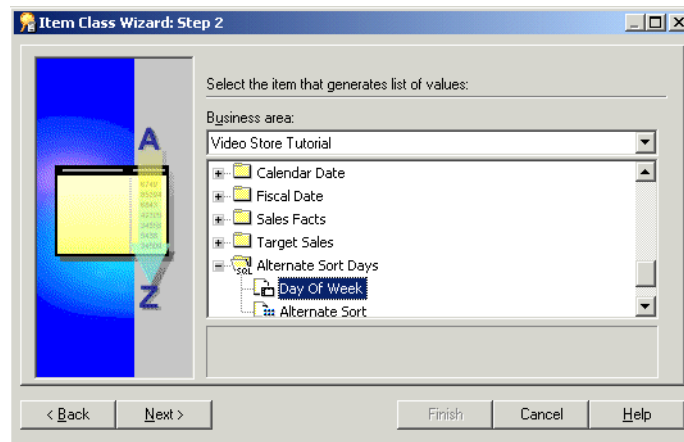 Item Class Wizard: Step 2
Select the item that generates list of values:
Business area:
Video Store Tutorial
Calendar Date
Fiscal Date
Sales Facts
Target Sales
SQL Alternate Sort Days
Day Of Week
Alternate Sort
A
Z
< Back Next > Finish Cancel Help